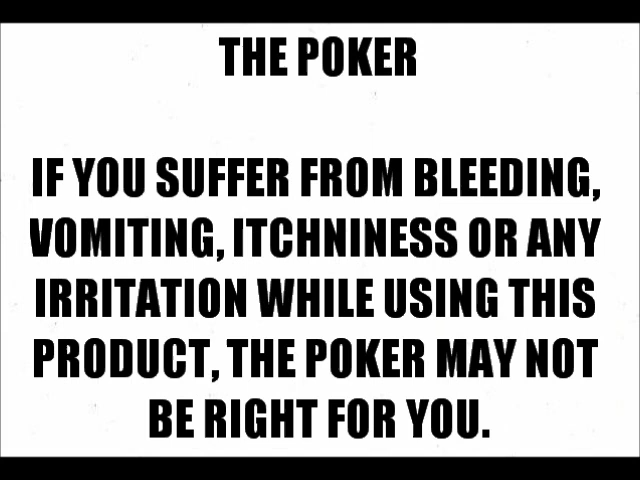 THE POKER
IF YOU SUFFER FROM BLEEDING,
VOMITING, ITCHNINESS OR ANY
IRRITATION WHILE USING THIS
PRODUCT, THE POKER MAY NOT
BE RIGHT FOR YOU.